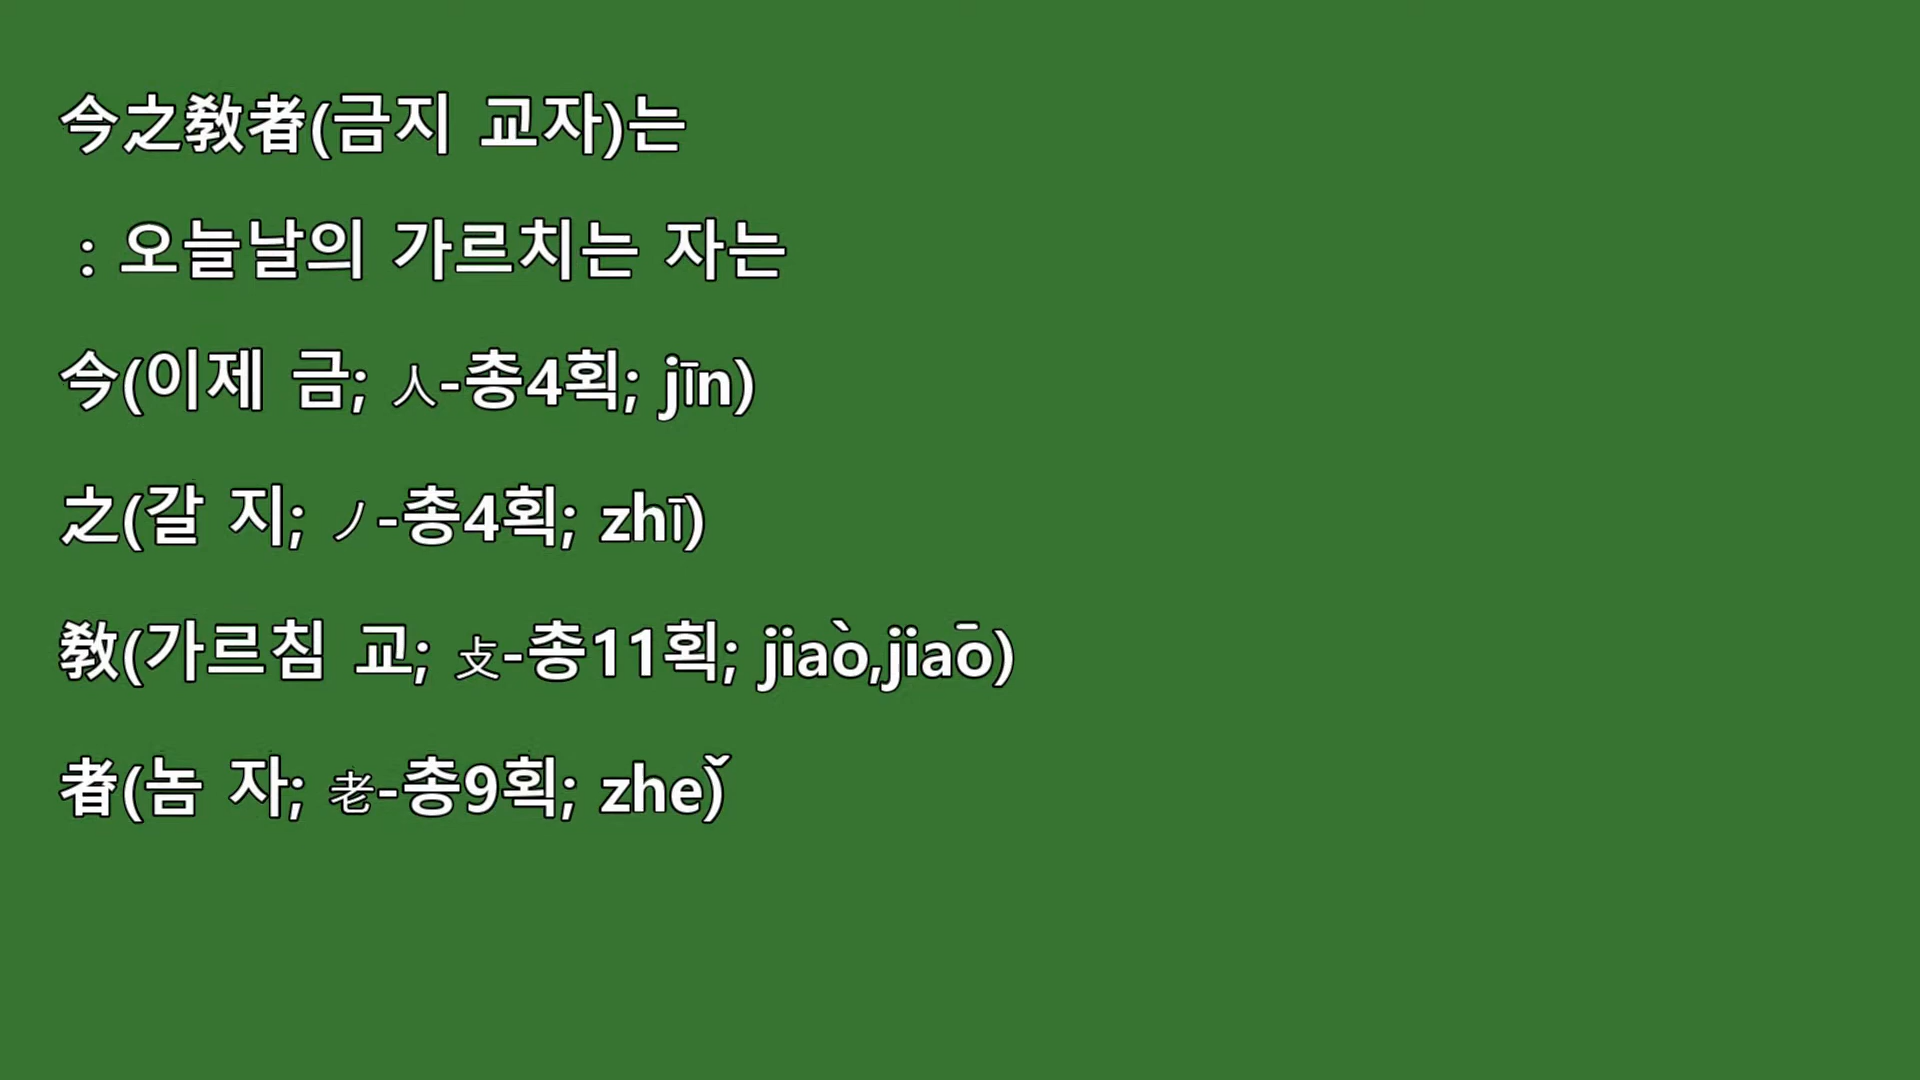 今之敎者(금지 교자)는
: 오늘날의 가르치는 자는
今(이제 금; 人-총4획; jīn)
之(갈 지; ノ-총4획; zhī)
敎(가르침 교; 攴-총11획; jiaò,jiaō)
者(놈 자; 老-총9획; zhě)